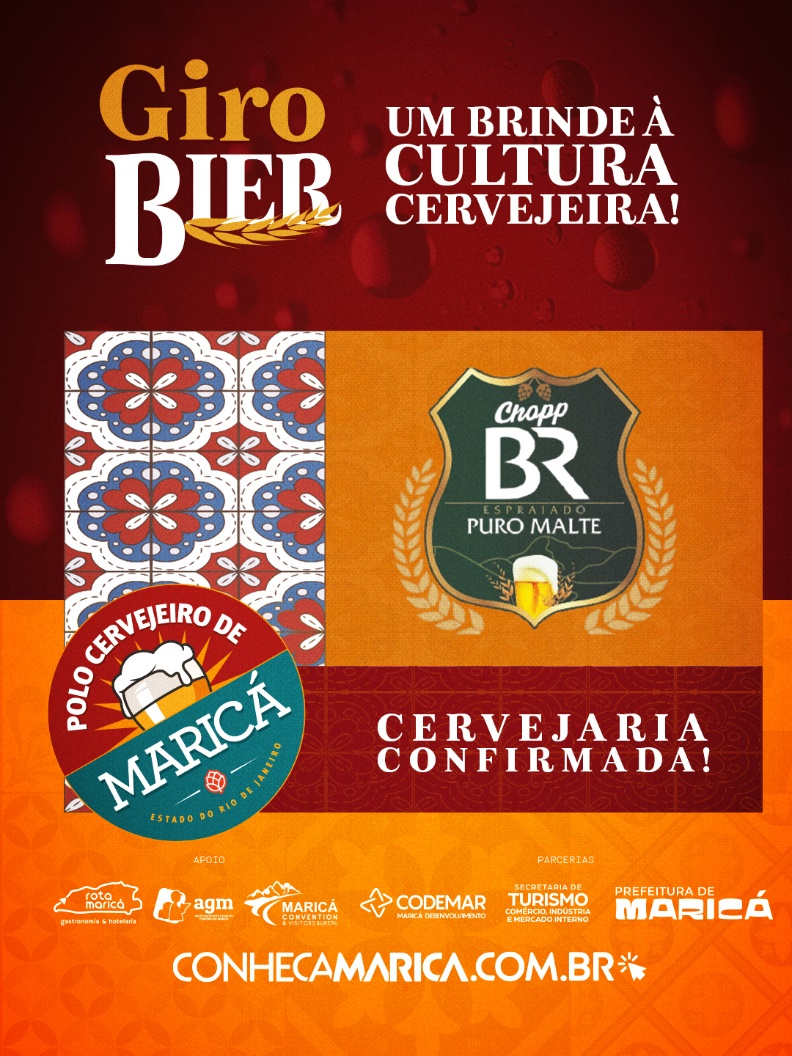 Giro
BIER
UM BRINDE À
CULTURA
CERVEJEIRA!
Chopp
BR
ESPRAIADO
PURO MALTE
POLO CERVEJEIRO DE
MARICÁ
ESTADO DO RIO DE JANEIRO
CERVEJARIA
CONFIRMADA!
APOIO
PARCERIAS
rota
maricá
gastronomia & hotelaria
agm
MARICÁ
CONVENTION
& VISITORS BUREAU
CODEMAR
MARICÁ DESENVOLVIMENTO
SECRETARIA DE
TURISMO
COMÉRCIO, INDÚSTRIA
E MERCADO INTERNO
PREFEITURA DE
MARICÁ
CONHECAMARICA.COM.BR